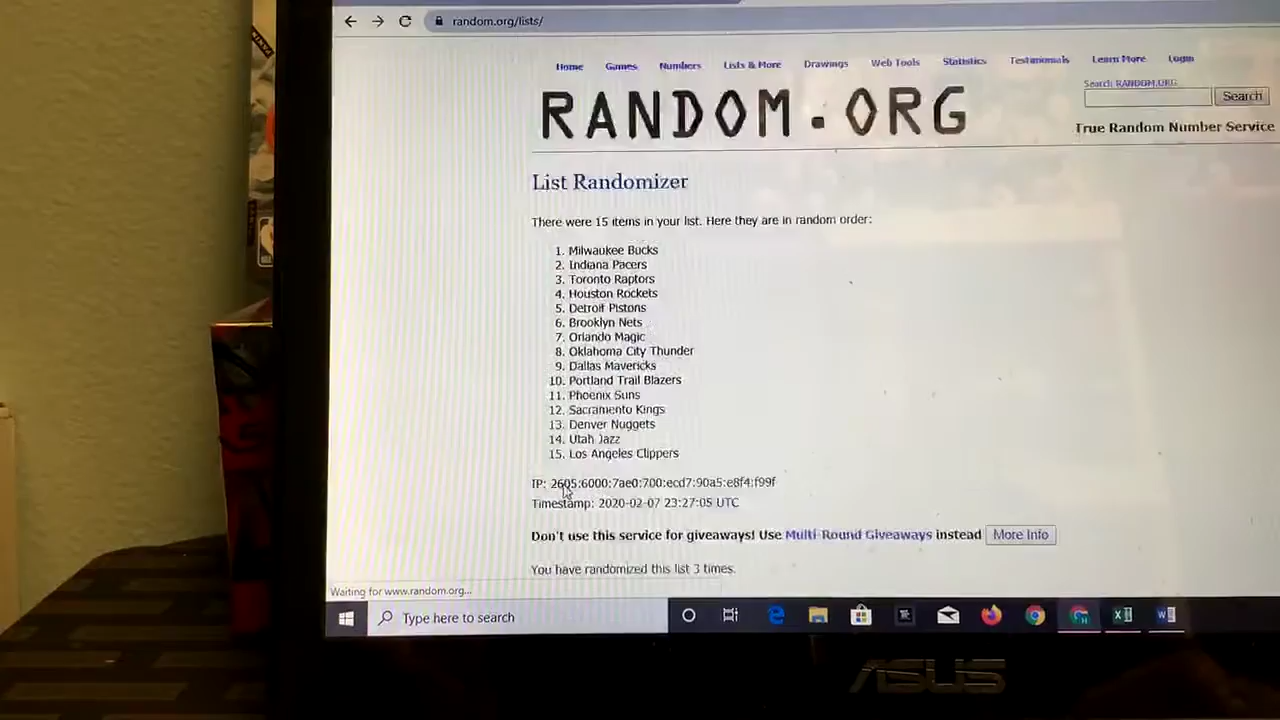 random.org/lists/
Home Games Numbers Lists & More Drawings Web Tools Statistics Testimonials Learn More Login
Search RANDOM.ORG
Search
RANDOM.ORG
True Random Number Service
List Randomizer
There were 15 items in your list. Here they are in random order:
1. Milwaukee Bucks
2. Indiana Pacers
3. Toronto Raptors
4. Houston Rockets
5. Detroit Pistons
6. Brooklyn Nets
7. Orlando Magic
8. Oklahoma City Thunder
9. Dallas Mavericks
10. Portland Trail Blazers
11. Phoenix Suns
12. Sacramento Kings
13. Denver Nuggets
14. Utah Jazz
15. Los Angeles Clippers
IP: 2605:6000:7ae0:700:ecd7:90a5:e8f4:f99f
Timestamp: 2020-02-07 23:27:05 UTC
Don't use this service for giveaways! Use Multi-Round Giveaways instead More Info
You have randomized this list 3 times.
Waiting for www.random.org...
Type here to search
ASUS